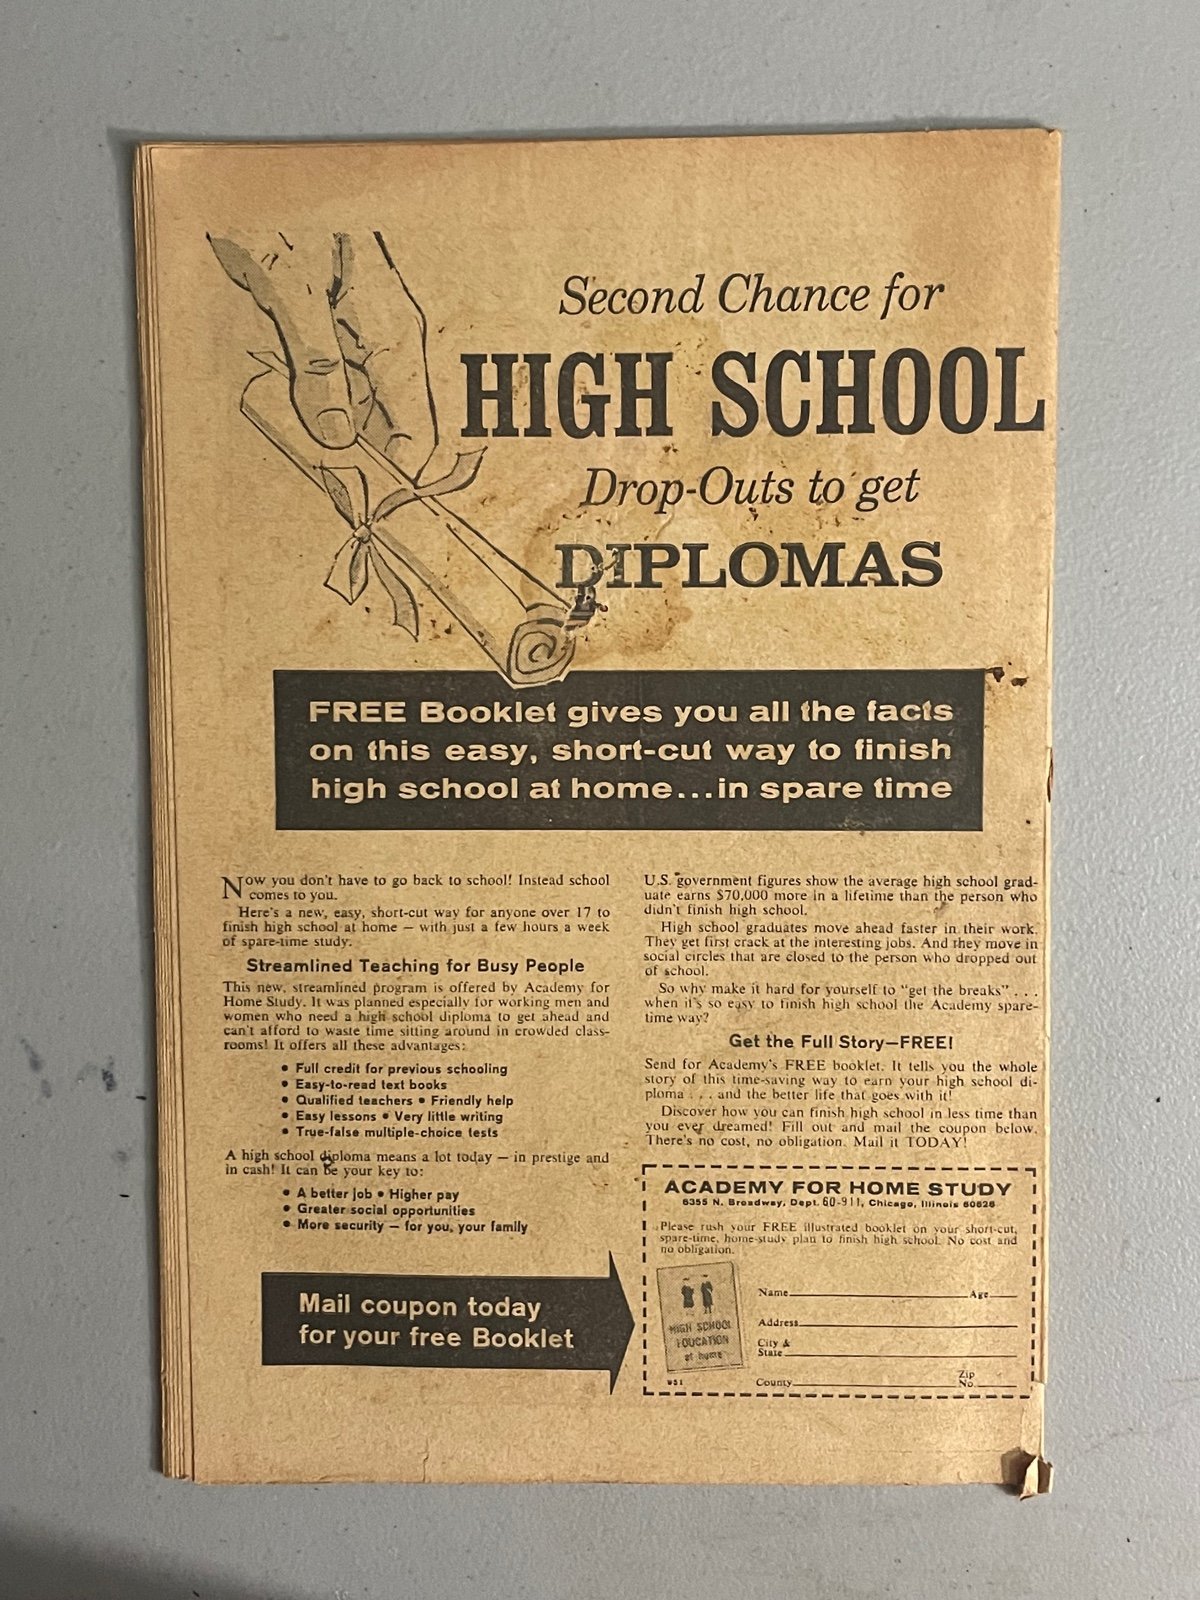 Second Chance for
HIGH SCHOOL
Drop-Outs to get
DIPLOMAS
FREE Booklet gives you all the facts
on this easy, short-cut way to finish
high school at home...in spare time
Now you don't have to go back to school! Instead school
comes to you.
Here's a new, easy, short-cut way for anyone over 17 to
finish high school at home — with just a few hours a week
of spare-time study.
Streamlined Teaching for Busy People
This new, streamlined program is offered by Academy for
Home Study. It was planned especially for working men and
women who need a high school diploma to get ahead and
can't afford to waste time sitting around in crowded class-
rooms! It offers all these advantages:
• Full credit for previous schooling
• Easy-to-read text books
• Qualified teachers • Friendly help
• Easy lessons • Very little writing
• True-false multiple-choice tests
A high school diploma means a lot today — in prestige and
in cash! It can be your key to:
• A better job • Higher pay
• Greater social opportunities
• More security — for you, your family
Mail coupon today
for your free Booklet
U.S. government figures show the average high school grad-
uate earns $70,000 more in a lifetime than the person who
didn't finish high school.
High school graduates move ahead faster in their work.
They get first crack at the interesting jobs. And they move in
social circles that are closed to the person who dropped out
of school.
So why make it hard for yourself to "get the breaks" . . .
when it's so easy to finish high school the Academy spare-
time way?
Get the Full Story—FREE!
Send for Academy's FREE booklet. It tells you the whole
story of this time-saving way to earn your high school di-
ploma . . . and the better life that goes with it!
Discover how you can finish high school in less time than
you ever dreamed! Fill out and mail the coupon below.
There's no cost, no obligation. Mail it TODAY!
ACADEMY FOR HOME STUDY
6355 N. Broadway, Dept. 60-911, Chicago, Illinois 60626
Please rush your FREE illustrated booklet on your short-cut,
spare-time, home-study plan to finish high school. No cost and
no obligation.
HIGH SCHOOL
EDUCATION
at home
W51
Name Age
Address
City &
State
County Zip
No.